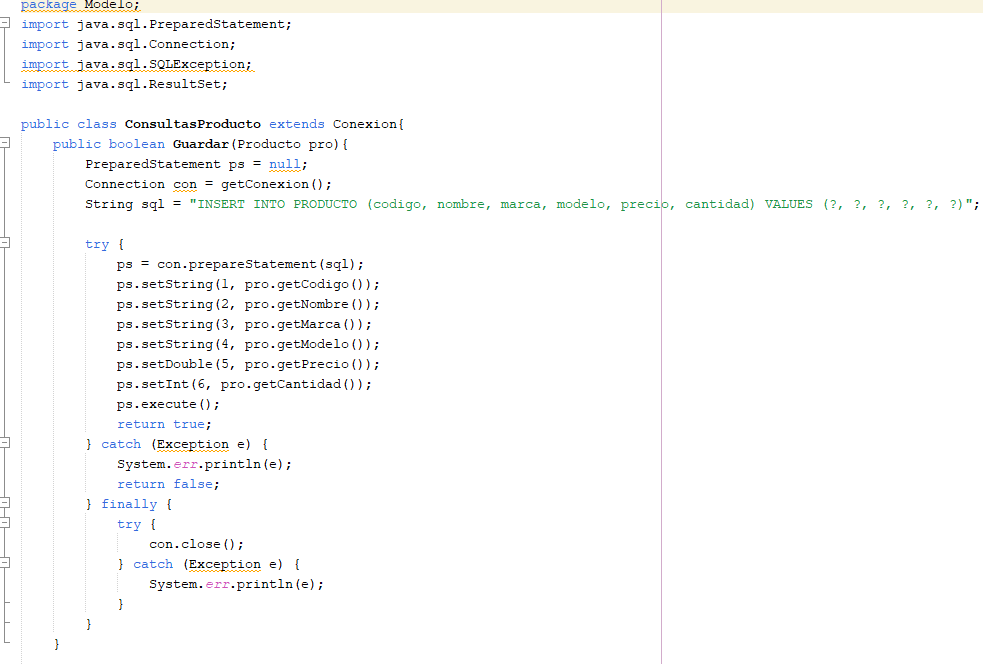 package Modelo;
import java.sql.PreparedStatement;
import java.sql.Connection;
import java.sql.SQLException;
import java.sql.ResultSet;
public class ConsultasProducto extends Conexion{
public boolean Guardar(Producto pro){
PreparedStatement ps = null;
Connection con = getConexion();
String sql = "INSERT INTO PRODUCTO (codigo, nombre, marca, modelo, precio, cantidad) VALUES (?, ?, ?, ?, ?, ?)";
try {
ps = con.prepareStatement(sql);
ps.setString(1, pro.getCodigo());
ps.setString(2, pro.getNombre());
ps.setString(3, pro.getMarca());
ps.setString(4, pro.getModelo());
ps.setDouble(5, pro.getPrecio());
ps.setInt(6, pro.getCantidad());
ps.execute();
return true;
} catch (Exception e) {
System.err.println(e);
return false;
} finally {
try {
con.close();
} catch (Exception e) {
System.err.println(e);
}
}
}